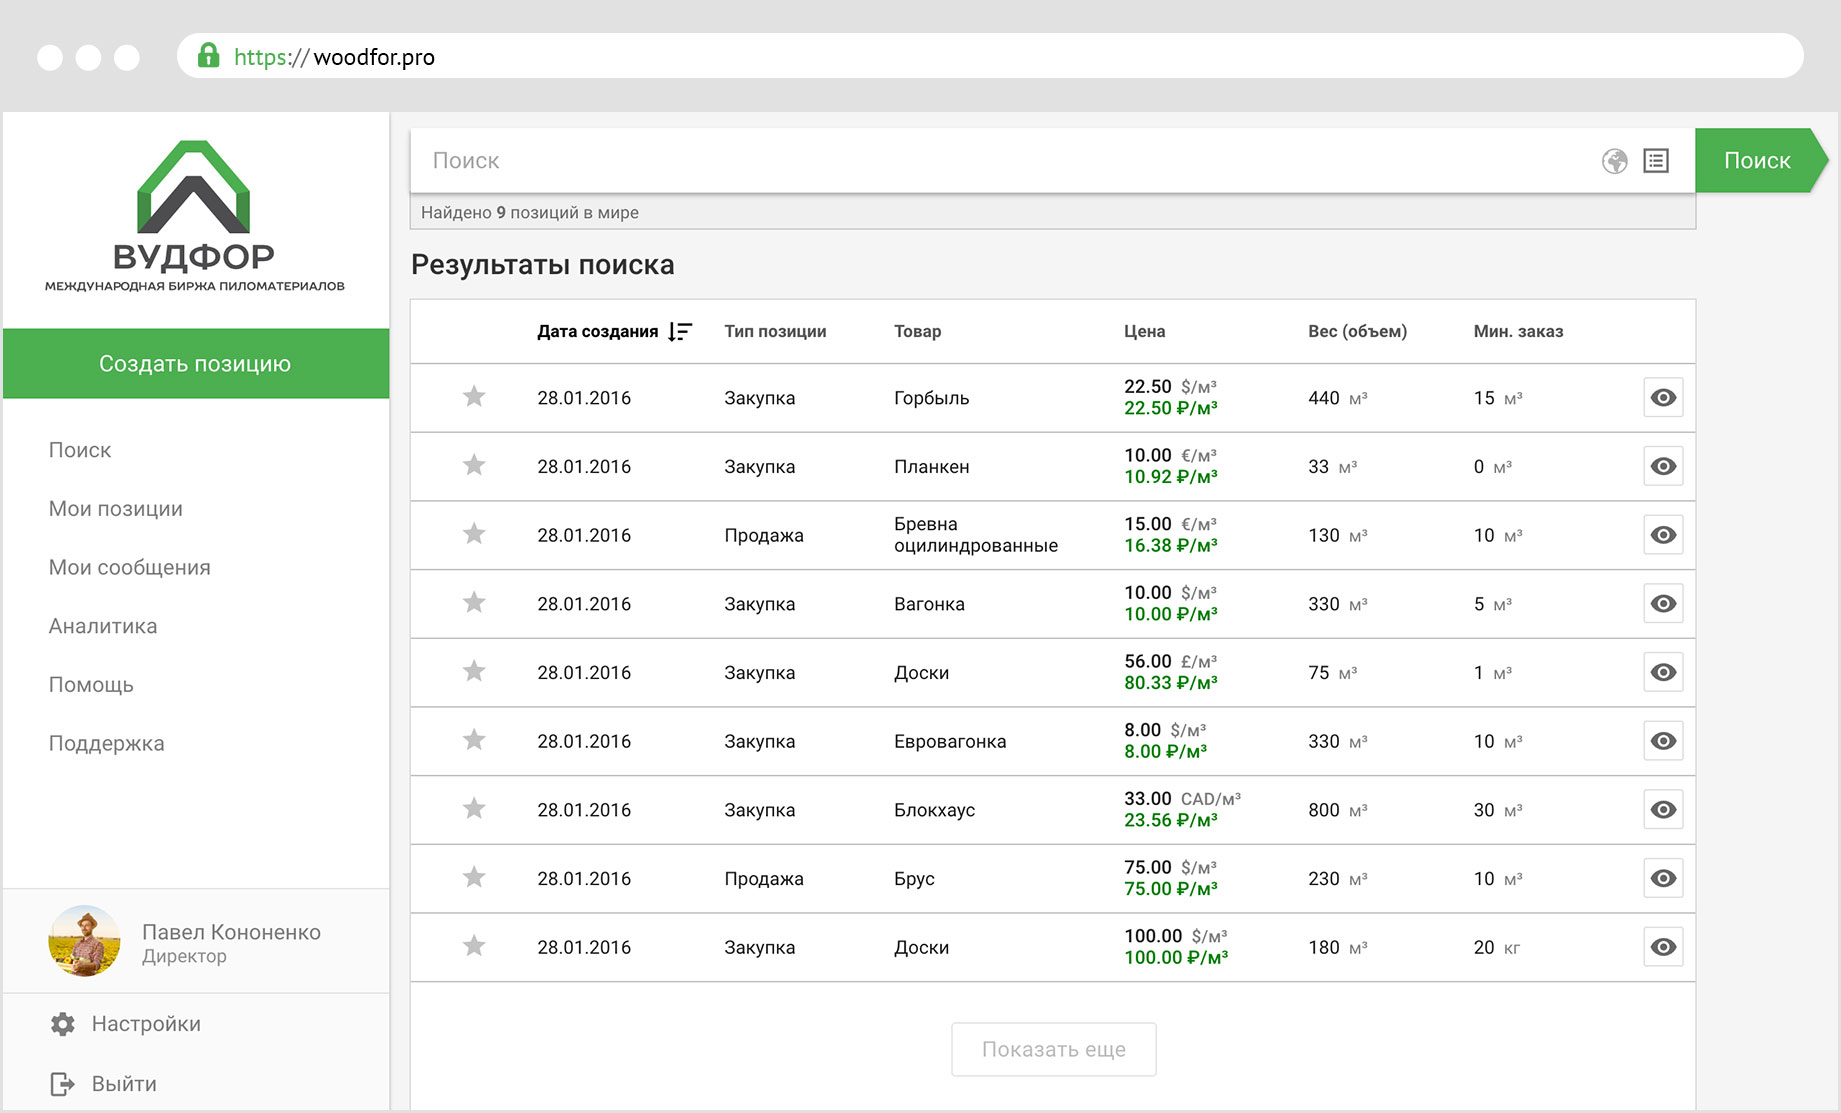 https://woodfor.pro
ВУДФОР
МЕЖДУНАРОДНАЯ БИРЖА ПИЛОМАТЕРИАЛОВ
Создать позицию
Поиск
Мои позиции
Мои сообщения
Аналитика
Помощь
Поддержка
Павел Кононенко
Директор
Настройки
Выйти
Поиск
Поиск
Найдено 9 позиций в мире
Результаты поиска
Дата создания Тип позиции Товар Цена Вес (объем) Мин. заказ
28.01.2016 Закупка Горбыль 22.50 $/м³ 440 м³ 15 м³
22.50 ₽/м³
28.01.2016 Закупка Планкен 10.00 €/м³ 33 м³ 0 м³
10.92 ₽/м³
28.01.2016 Продажа Бревна 15.00 €/м³ 130 м³ 10 м³
оцилиндрованные 16.38 ₽/м³
28.01.2016 Закупка Вагонка 10.00 $/м³ 330 м³ 5 м³
10.00 ₽/м³
28.01.2016 Закупка Доски 56.00 £/м³ 75 м³ 1 м³
80.33 ₽/м³
28.01.2016 Закупка Евровагонка 8.00 $/м³ 330 м³ 10 м³
8.00 ₽/м³
28.01.2016 Закупка Блокхаус 33.00 CAD/м³ 800 м³ 30 м³
23.56 ₽/м³
28.01.2016 Продажа Брус 75.00 $/м³ 230 м³ 10 м³
75.00 ₽/м³
28.01.2016 Закупка Доски 100.00 $/м³ 180 м³ 20 кг
100.00 ₽/м³
Показать еще